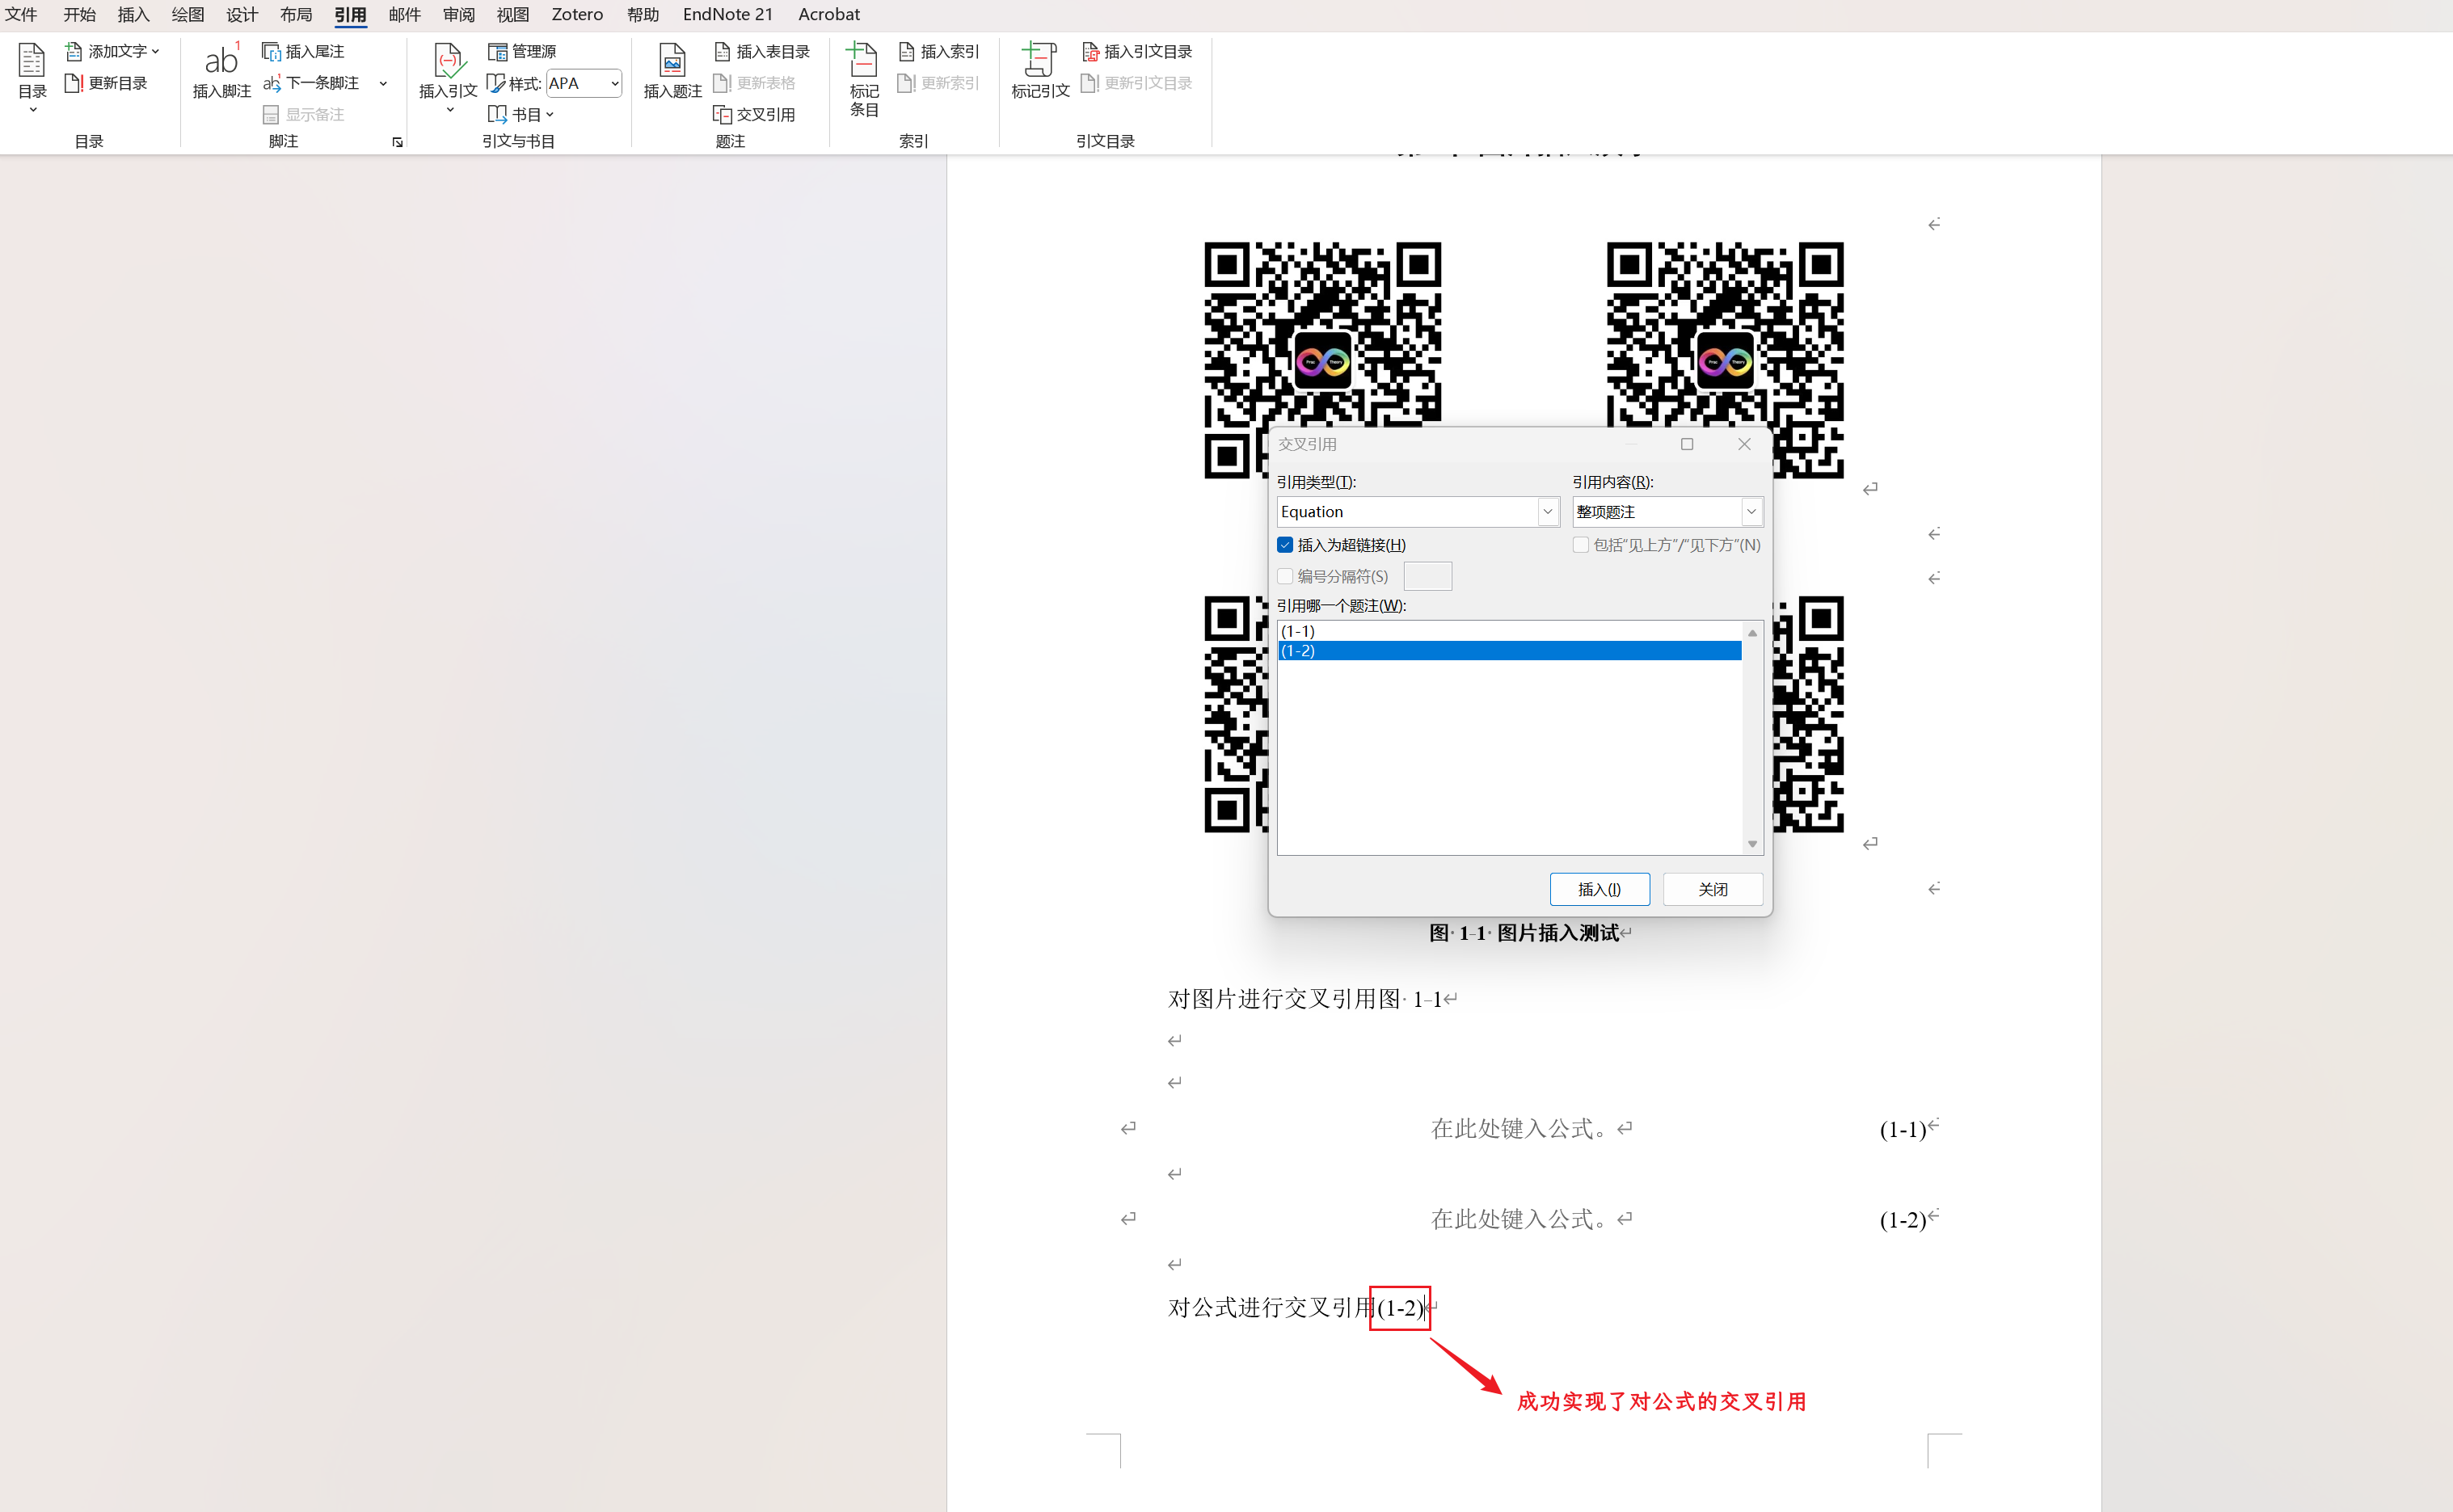 文件 开始 插入 绘图 设计 布局 引用 邮件 审阅 视图 Zotero 帮助 EndNote 21 Acrobat
目录
添加文字
更新目录
目录
ab1
插入脚注
插入尾注
下一条脚注
显示备注
脚注
插入引文
管理源
样式: APA
书目
引文与书目
插入题注
插入表目录
更新表格
交叉引用
题注
标记
条目
插入索引
更新索引
索引
标记引文
插入引文目录
更新引文目录
引文目录
交叉引用
引用类型(T):
引用内容(R):
Equation
整项题注
插入为超链接(H)
包括“见上方”/“见下方”(N)
编号分隔符(S)
引用哪一个题注(W):
(1-1)
(1-2)
插入(I)
关闭
图 1-1 图片插入测试
对图片进行交叉引用图 1-1
在此处键入公式。 (1-1)
在此处键入公式。 (1-2)
对公式进行交叉引用(1-2)
成功实现了对公式的交叉引用